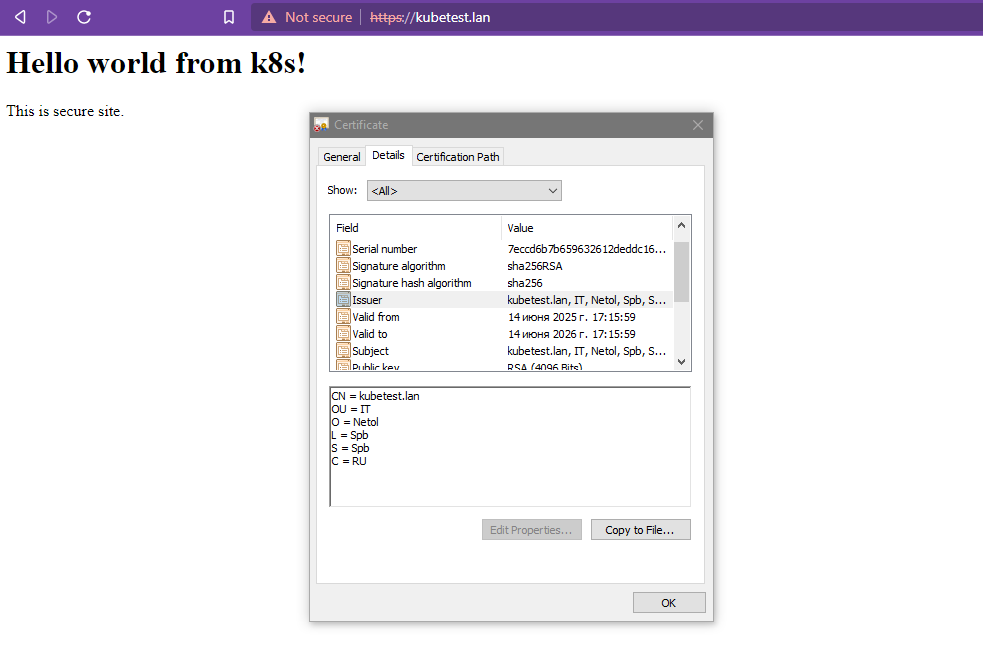 Not secure https://kubetest.lan
Hello world from k8s!
This is secure site.
Certificate
General Details Certification Path
Show: <All>
Field Value
Serial number 7eccd6b7b659632612deddc16...
Signature algorithm sha256RSA
Signature hash algorithm sha256
Issuer kubetest.lan, IT, Netol, Spb, S...
Valid from 14 июня 2025 г. 17:15:59
Valid to 14 июня 2026 г. 17:15:59
Subject kubetest.lan, IT, Netol, Spb, S...
Public key RSA (4096 Bits)
CN = kubetest.lan
OU = IT
O = Netol
L = Spb
S = Spb
C = RU
Edit Properties... Copy to File...
OK